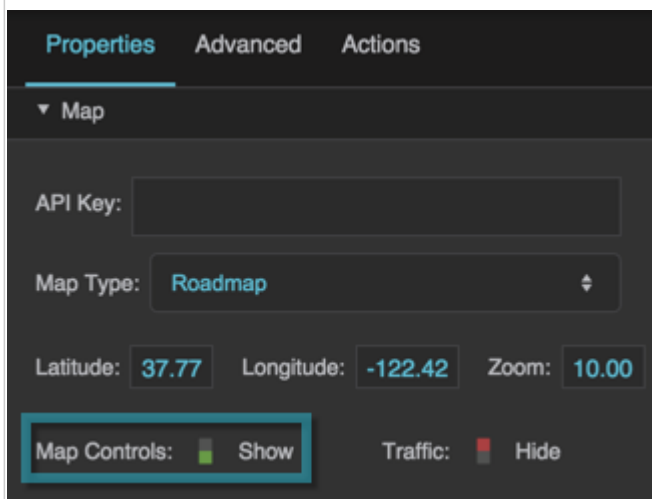 Properties Advanced Actions
Map
API Key:
Map Type: Roadmap
Latitude: 37.77 Longitude: -122.42 Zoom: 10.00
Map Controls: Show Traffic: Hide